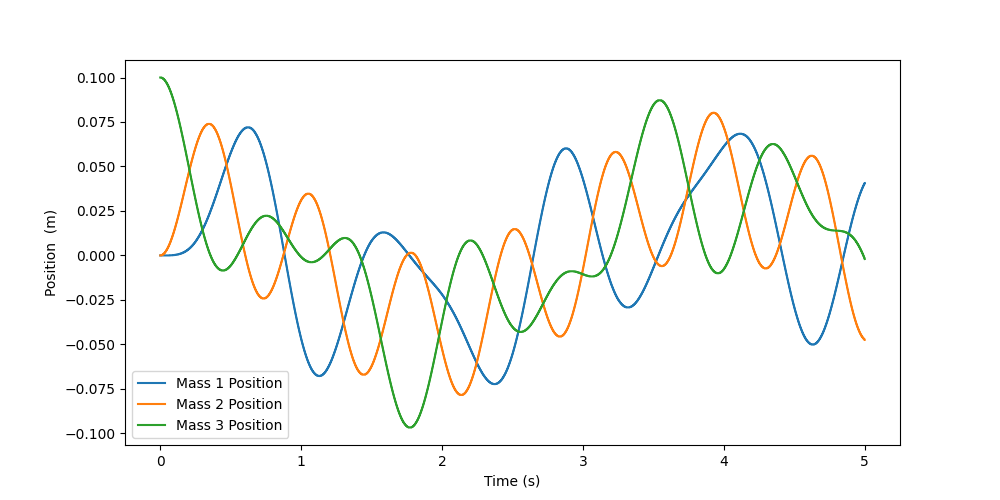 0.100
0.075
0.050
0.025
0.000
−0.025
−0.050
−0.075
−0.100
Position  (m)
Mass 1 Position
Mass 2 Position
Mass 3 Position
0 1 2 3 4 5
Time (s)